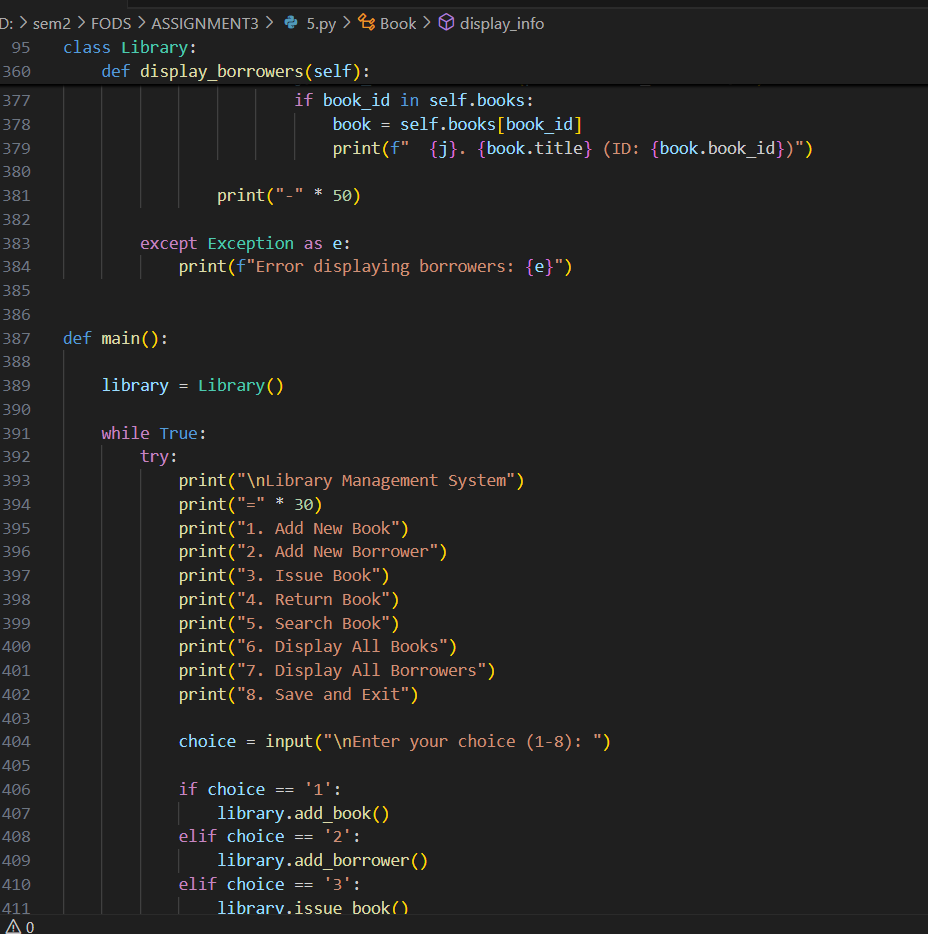 D: > sem2 > FODS > ASSIGNMENT3 > 5.py > Book > display_info
95 class Library:
360     def display_borrowers(self):
377                         if book_id in self.books:
378                             book = self.books[book_id]
379                             print(f"  {j}. {book.title} (ID: {book.book_id})")
380
381                 print("-" * 50)
382
383         except Exception as e:
384             print(f"Error displaying borrowers: {e}")
385
386
387 def main():
388
389     library = Library()
390
391     while True:
392         try:
393             print("\nLibrary Management System")
394             print("=" * 30)
395             print("1. Add New Book")
396             print("2. Add New Borrower")
397             print("3. Issue Book")
398             print("4. Return Book")
399             print("5. Search Book")
400             print("6. Display All Books")
401             print("7. Display All Borrowers")
402             print("8. Save and Exit")
403
404             choice = input("\nEnter your choice (1-8): ")
405
406             if choice == '1':
407                 library.add_book()
408             elif choice == '2':
409                 library.add_borrower()
410             elif choice == '3':
411                 library.issue_book()
0